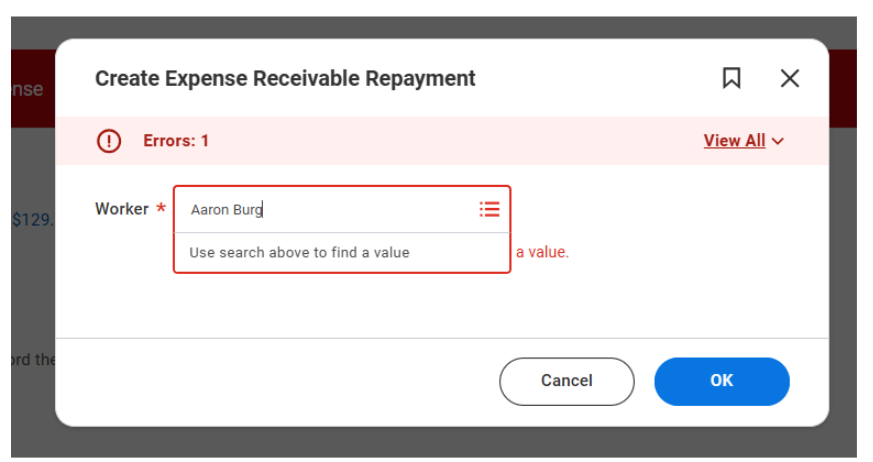 Create Expense Receivable Repayment
nse
Errors: 1 View All
Worker * Aaron Burg
$129.
Use search above to find a value a value.
ord the
Cancel OK